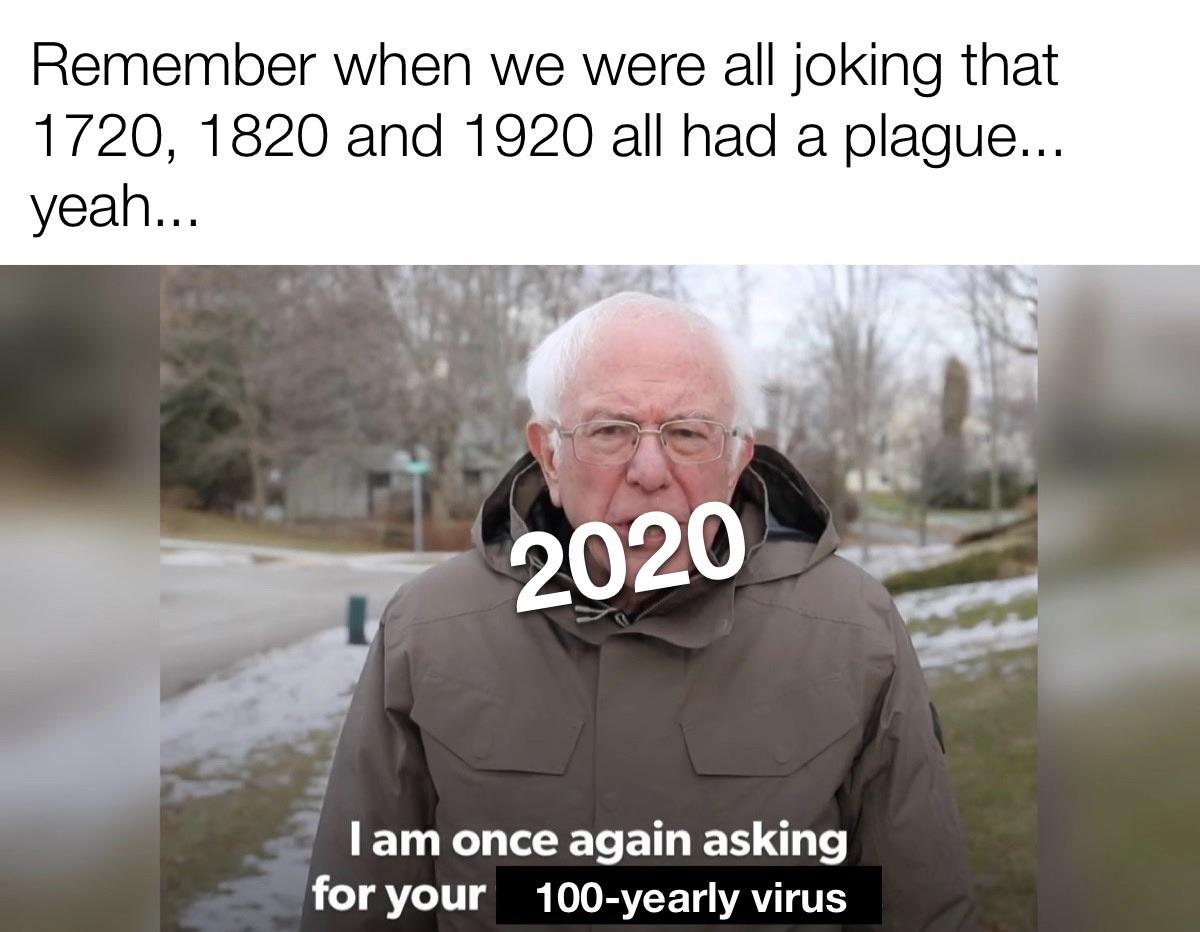 Remember when we were all joking that
1720, 1820 and 1920 all had a plague...
yeah...
2020
I am once again asking
for your 100-yearly virus